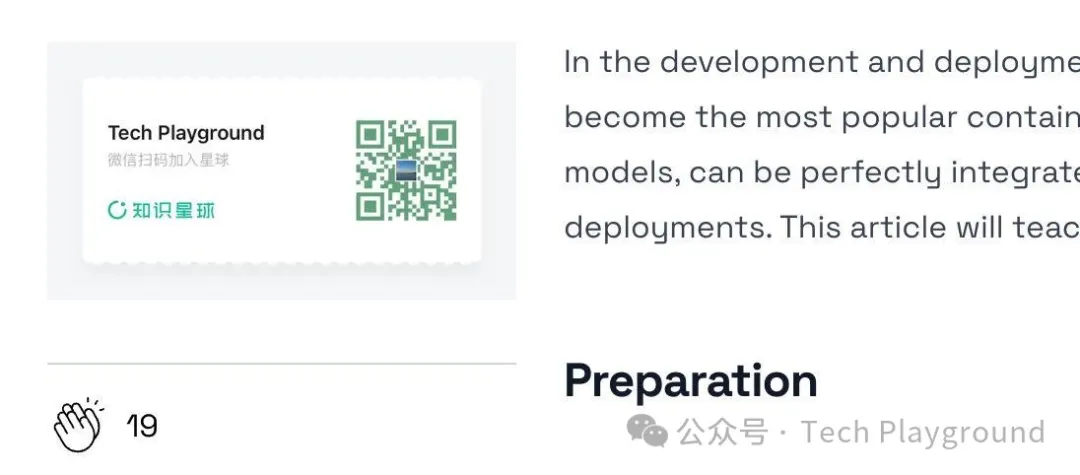 Tech Playground
微信扫码加入星球
知识星球
19
In the development and deployme
become the most popular contain
models, can be perfectly integrate
deployments. This article will teac
Preparation
公众号 · Tech Playground